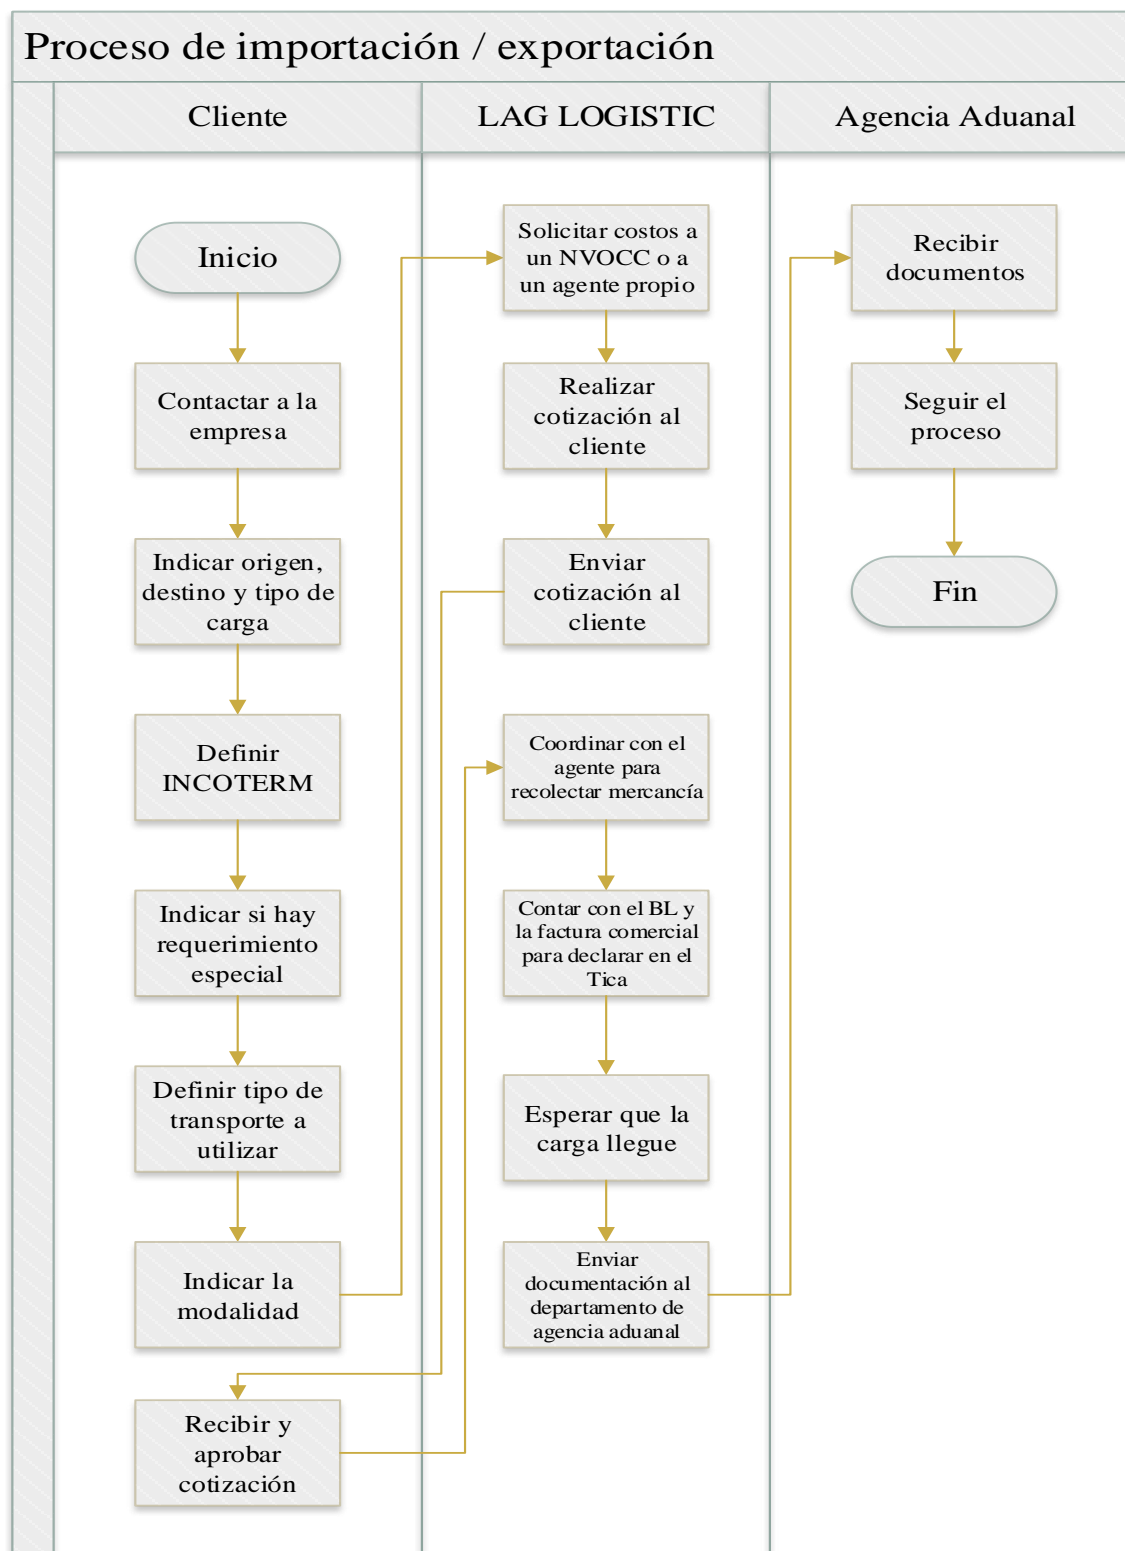 Proceso de importación / exportación
Cliente
LAG LOGISTIC
Agencia Aduanal
Inicio
Contactar a la
empresa
Indicar origen,
destino y tipo de
carga
Definir
INCOTERM
Indicar si hay
requerimiento
especial
Definir tipo de
transporte a
utilizar
Indicar la
modalidad
Recibir y
aprobar
cotización
Solicitar costos a
un NVOCC o a
un agente propio
Realizar
cotización al
cliente
Enviar
cotización al
cliente
Coordinar con el
agente para
recolectar mercancía
Contar con el BL y
la factura comercial
para declarar en el
Tica
Esperar que la
carga llegue
Enviar
documentación al
departamento de
agencia aduanal
Recibir
documentos
Seguir el
proceso
Fin